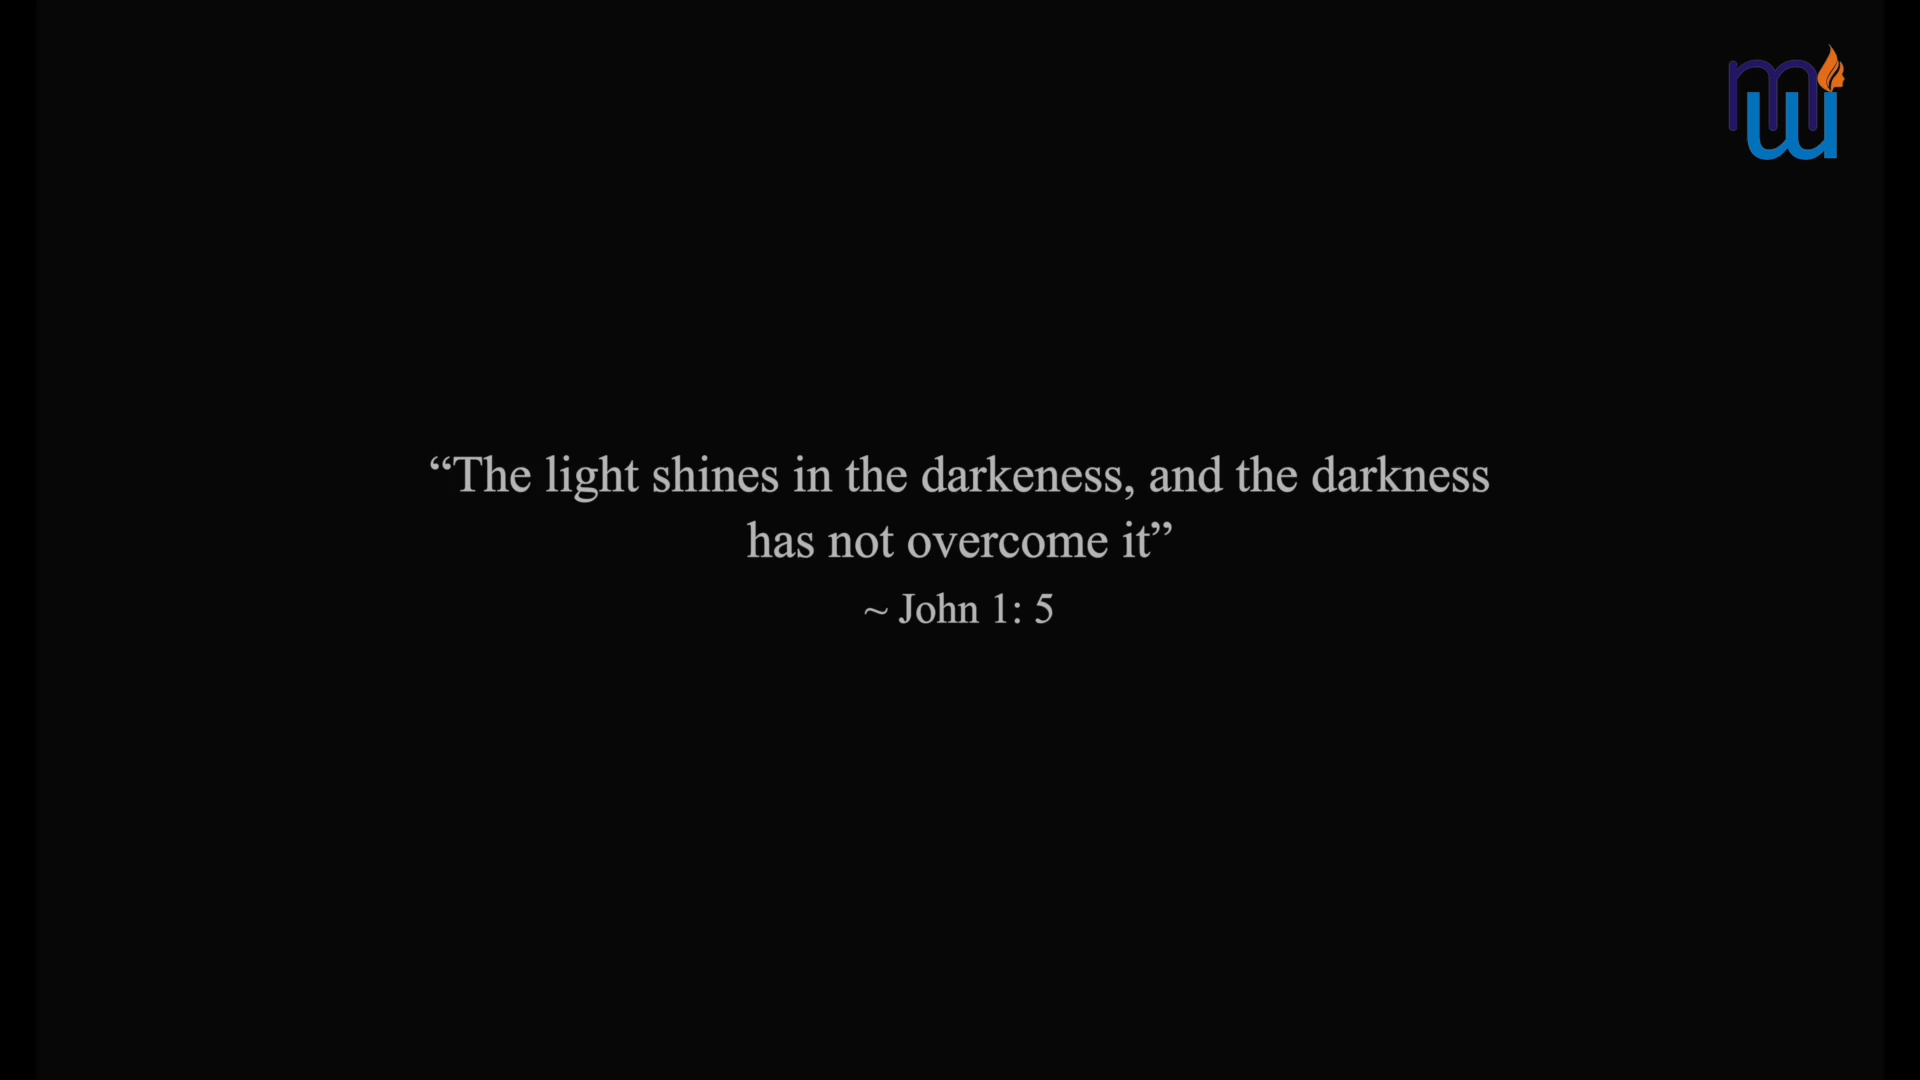 “The light shines in the darkeness, and the darkness
has not overcome it”
~ John 1: 5